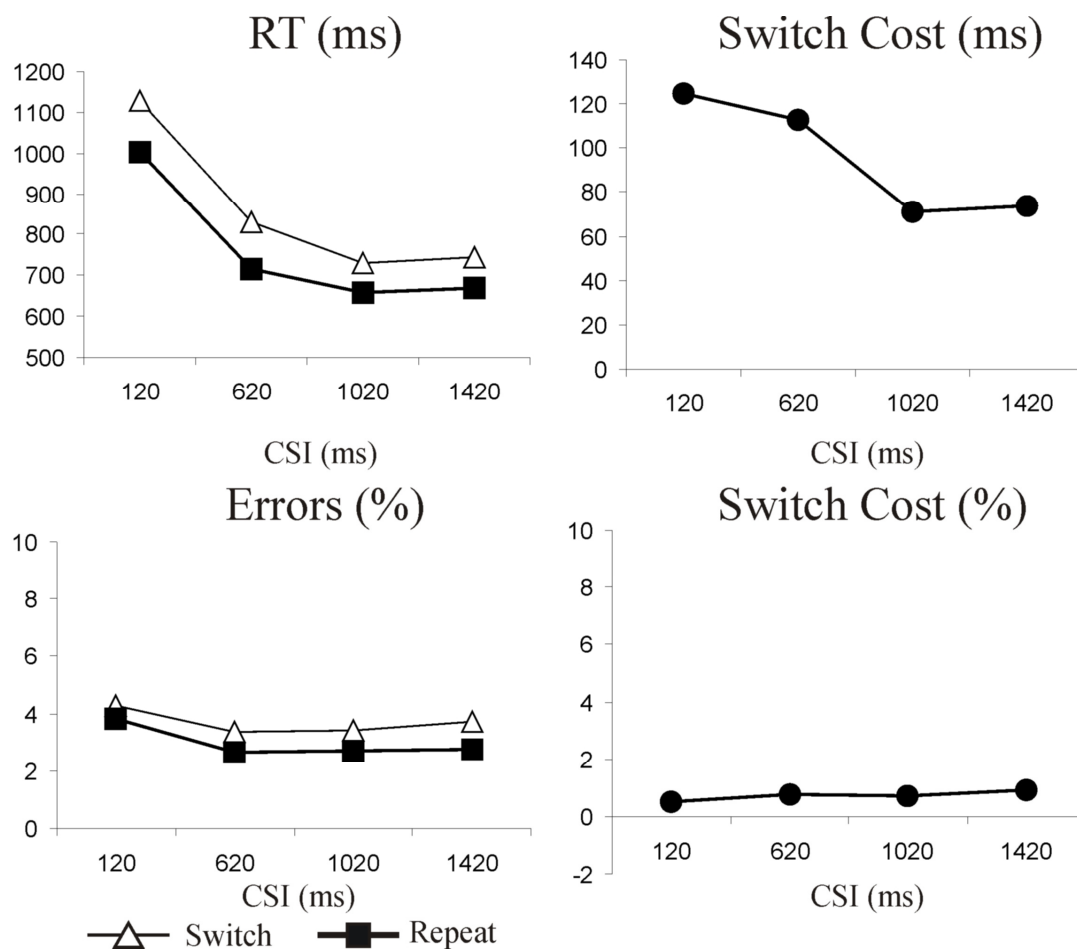 RT (ms)
1200
1100
1000
900
800
700
600
500
120 620 1020 1420
CSI (ms)
Switch Cost (ms)
140
120
100
80
60
40
20
0
120 620 1020 1420
CSI (ms)
Errors (%)
10
8
6
4
2
0
120 620 1020 1420
CSI (ms)
Switch Cost (%)
10
8
6
4
2
0
-2
120 620 1020 1420
CSI (ms)
Switch Repeat